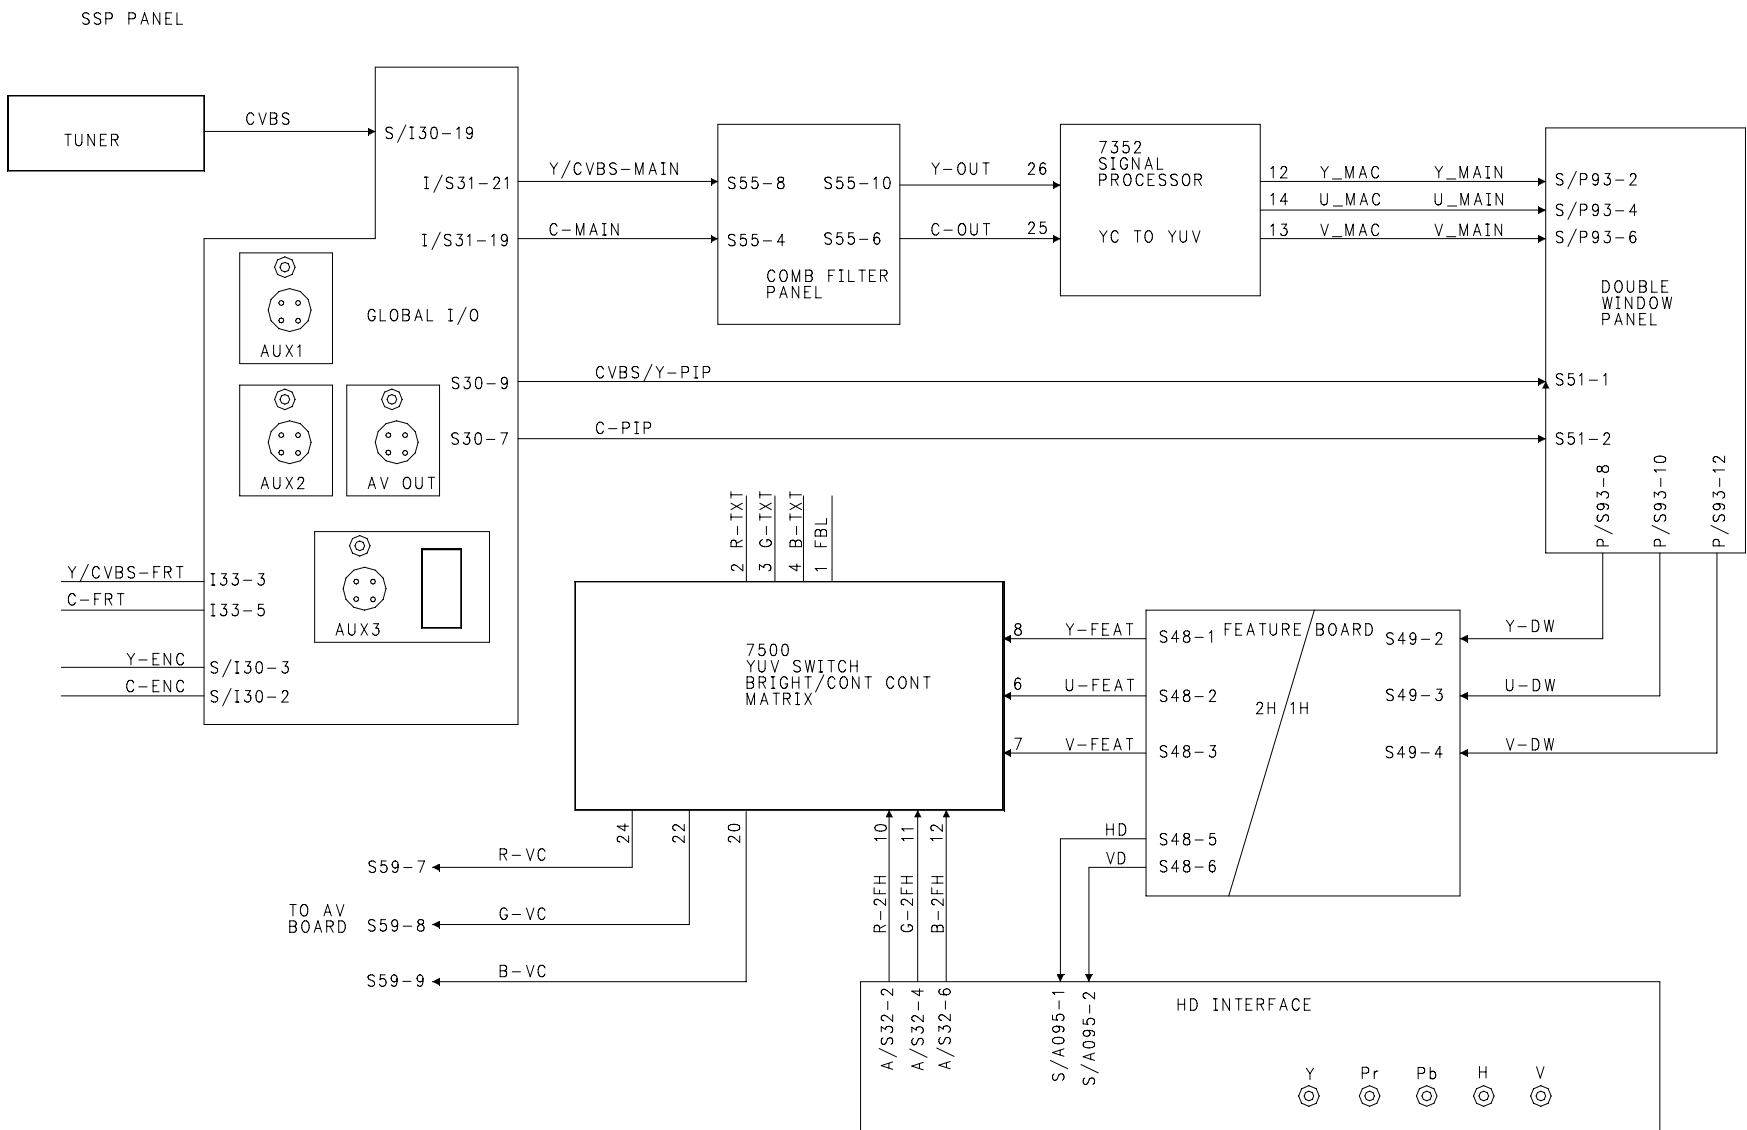 SSP PANEL
TUNER
CVBS
S/I30-19
I/S31-21
I/S31-19
Y/CVBS-MAIN
C-MAIN
S55-8
S55-10
S55-4
S55-6
COMB FILTER
PANEL
Y-OUT
26
C-OUT
25
7352
SIGNAL
PROCESSOR
YC TO YUV
12 Y_MAC Y_MAIN
14 U_MAC U_MAIN
13 V_MAC V_MAIN
S/P93-2
S/P93-4
S/P93-6
DOUBLE
WINDOW
PANEL
AUX1
GLOBAL I/O
S30-9
CVBS/Y-PIP
S51-1
S30-7
C-PIP
S51-2
AUX2
AV OUT
P/S93-8
P/S93-10
P/S93-12
2 R-TXT
3 G-TXT
4 B-TXT
1 FBL
Y/CVBS-FRT
I33-3
C-FRT
I33-5
AUX3
Y-ENC
S/I30-3
C-ENC
S/I30-2
7500
YUV SWITCH
BRIGHT/CONT CONT
MATRIX
8 Y-FEAT
6 U-FEAT
7 V-FEAT
S48-1
FEATURE BOARD
S49-2
Y-DW
S48-2
2H 1H
S49-3
U-DW
S48-3
S49-4
V-DW
HD
S48-5
VD
S48-6
24
22
20
10
11
12
S59-7
R-VC
TO AV
BOARD
S59-8
G-VC
S59-9
B-VC
R-2FH
G-2FH
B-2FH
A/S32-2
A/S32-4
A/S32-6
S/A095-1
S/A095-2
HD INTERFACE
Y Pr Pb H V